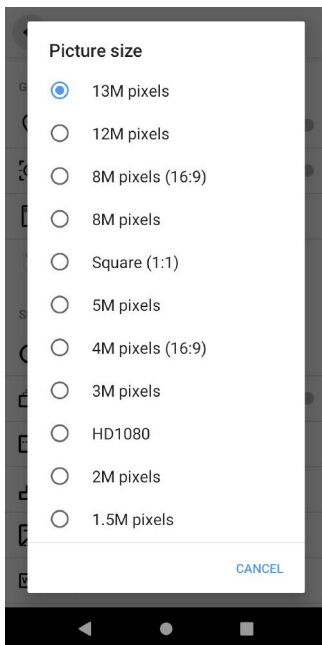 Picture size
13M pixels
12M pixels
8M pixels (16:9)
8M pixels
Square (1:1)
5M pixels
4M pixels (16:9)
3M pixels
HD1080
2M pixels
1.5M pixels
CANCEL